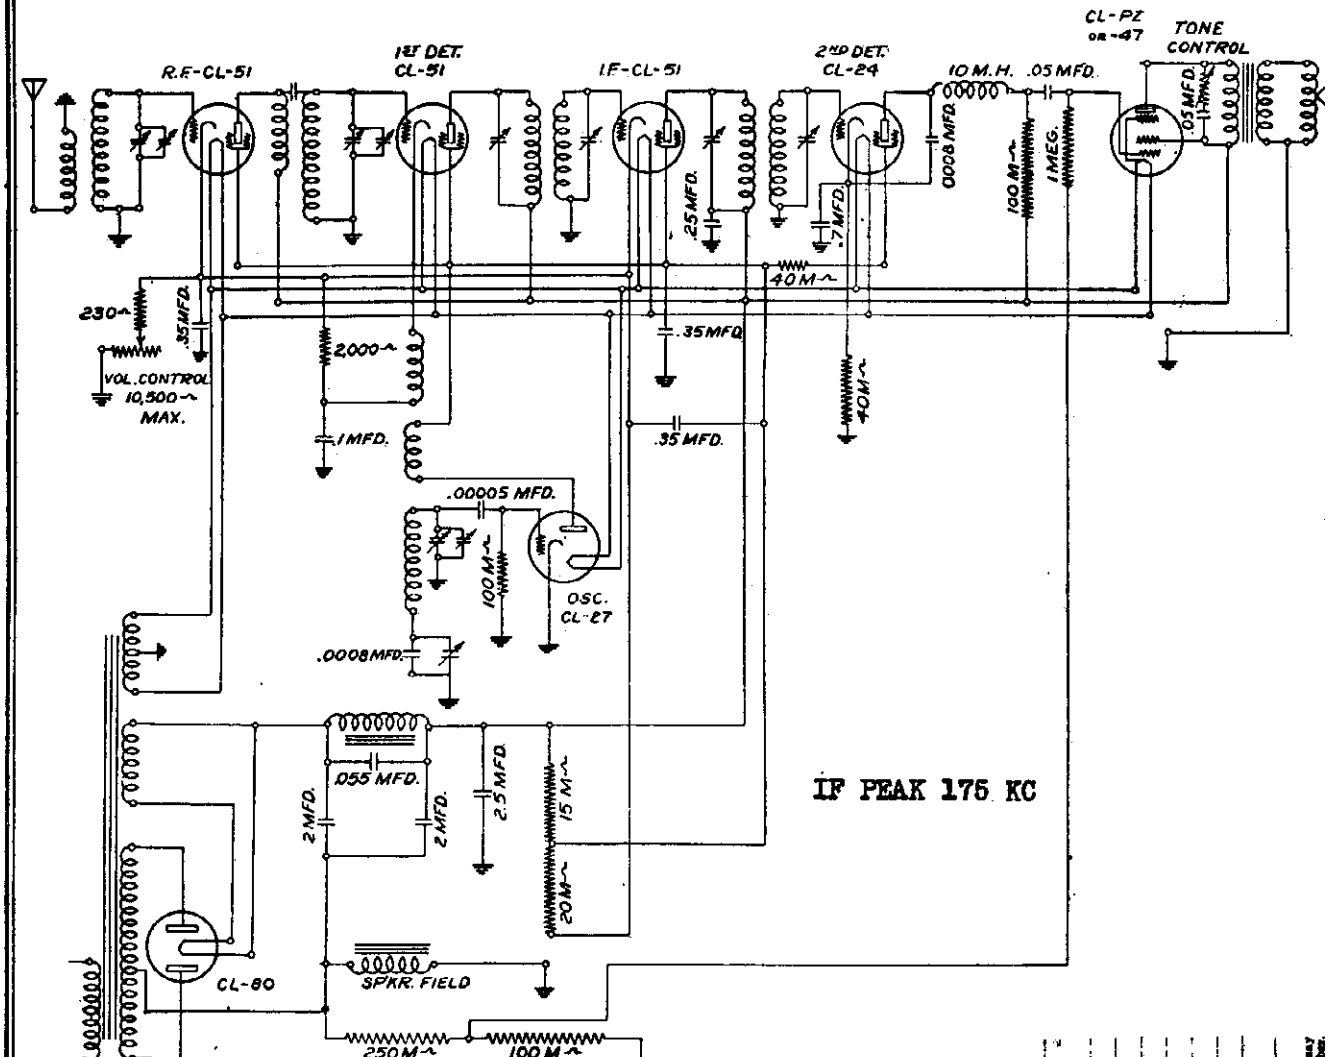 CL-PZ
OR-47
TONE
CONTROL
R.F-CL-51
1ST DET.
CL-51
I.F-CL-51
2ND DET.
CL-24
10 M.H.
.05 MFD.
.05 MFD.
.0008 MFD.
100 M~
1 MEG.
.25 MFD.
.7 MFD.
40 M~
230~
.35 MFD.
2,000~
.35 MFD.
VOL. CONTROL
10,500~
MAX.
40 M~
.1 MFD.
.35 MFD.
.00005 MFD.
100 M~
OSC.
CL-27
.0008 MFD.
.055 MFD.
2 MFD.
2 MFD.
2.5 MFD.
15 M~
IF PEAK 175 KC
20 M~
CL-80
SPKR. FIELD
250 M~
100 M~